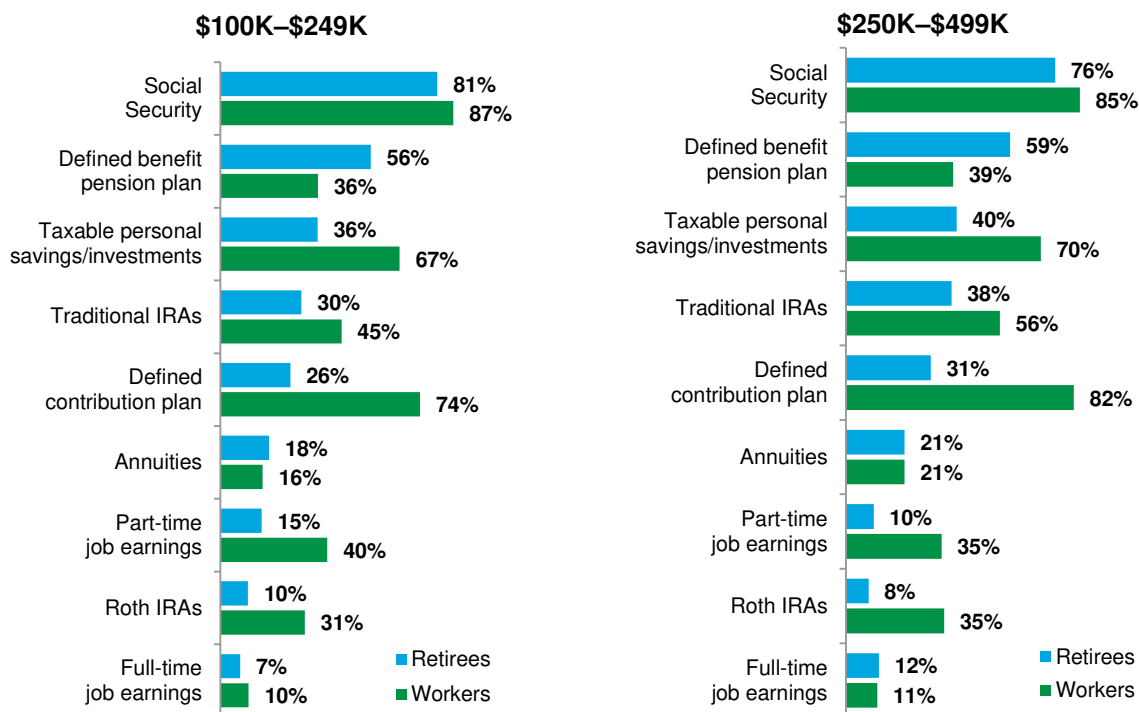 $100K–$249K
Social
Security
81%
87%
Defined benefit
pension plan
56%
36%
Taxable personal
savings/investments
36%
67%
Traditional IRAs
30%
45%
Defined
contribution plan
26%
74%
Annuities
18%
16%
Part-time
job earnings
15%
40%
Roth IRAs
10%
31%
Full-time
job earnings
7%
10%
Retirees
Workers
$250K–$499K
Social
Security
76%
85%
Defined benefit
pension plan
59%
39%
Taxable personal
savings/investments
40%
70%
Traditional IRAs
38%
56%
Defined
contribution plan
31%
82%
Annuities
21%
21%
Part-time
job earnings
10%
35%
Roth IRAs
8%
35%
Full-time
job earnings
12%
11%
Retirees
Workers